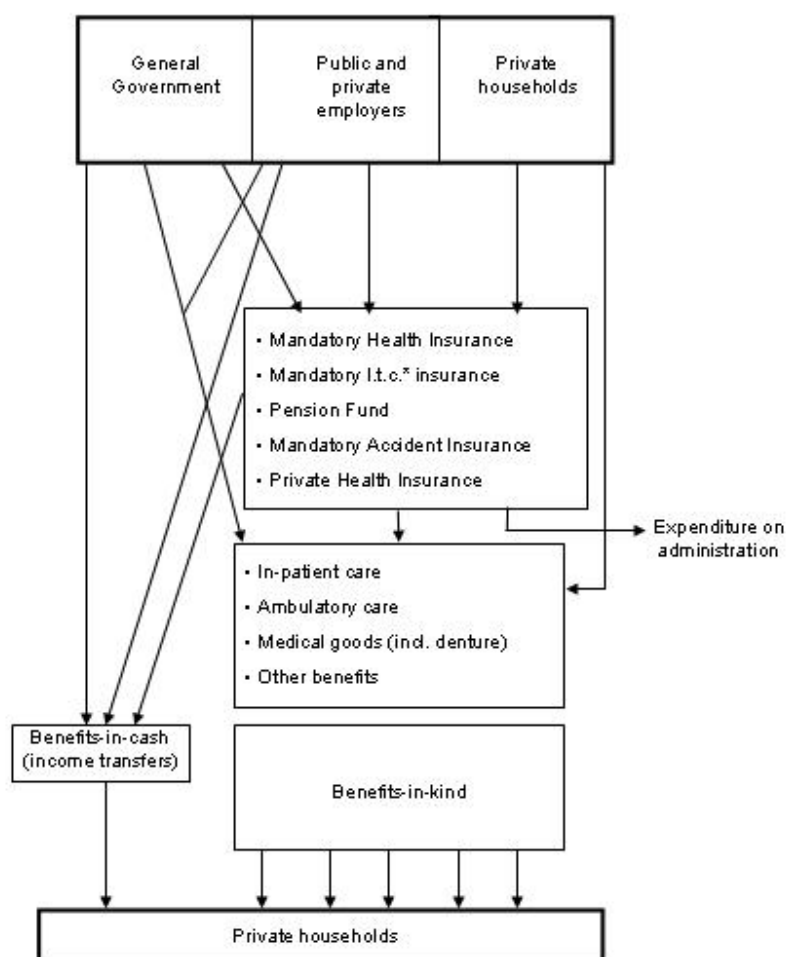 General
Government
Public and
private
employers
Private
households
• Mandatory Health Insurance
• Mandatory l.t.c.* insurance
• Pension Fund
• Mandatory Accident Insurance
• Private Health Insurance
Expenditure on
administration
• In-patient care
• Ambulatory care
• Medical goods (incl. denture)
• Other benefits
Benefits-in-cash
(income transfers)
Benefits-in-kind
Private households